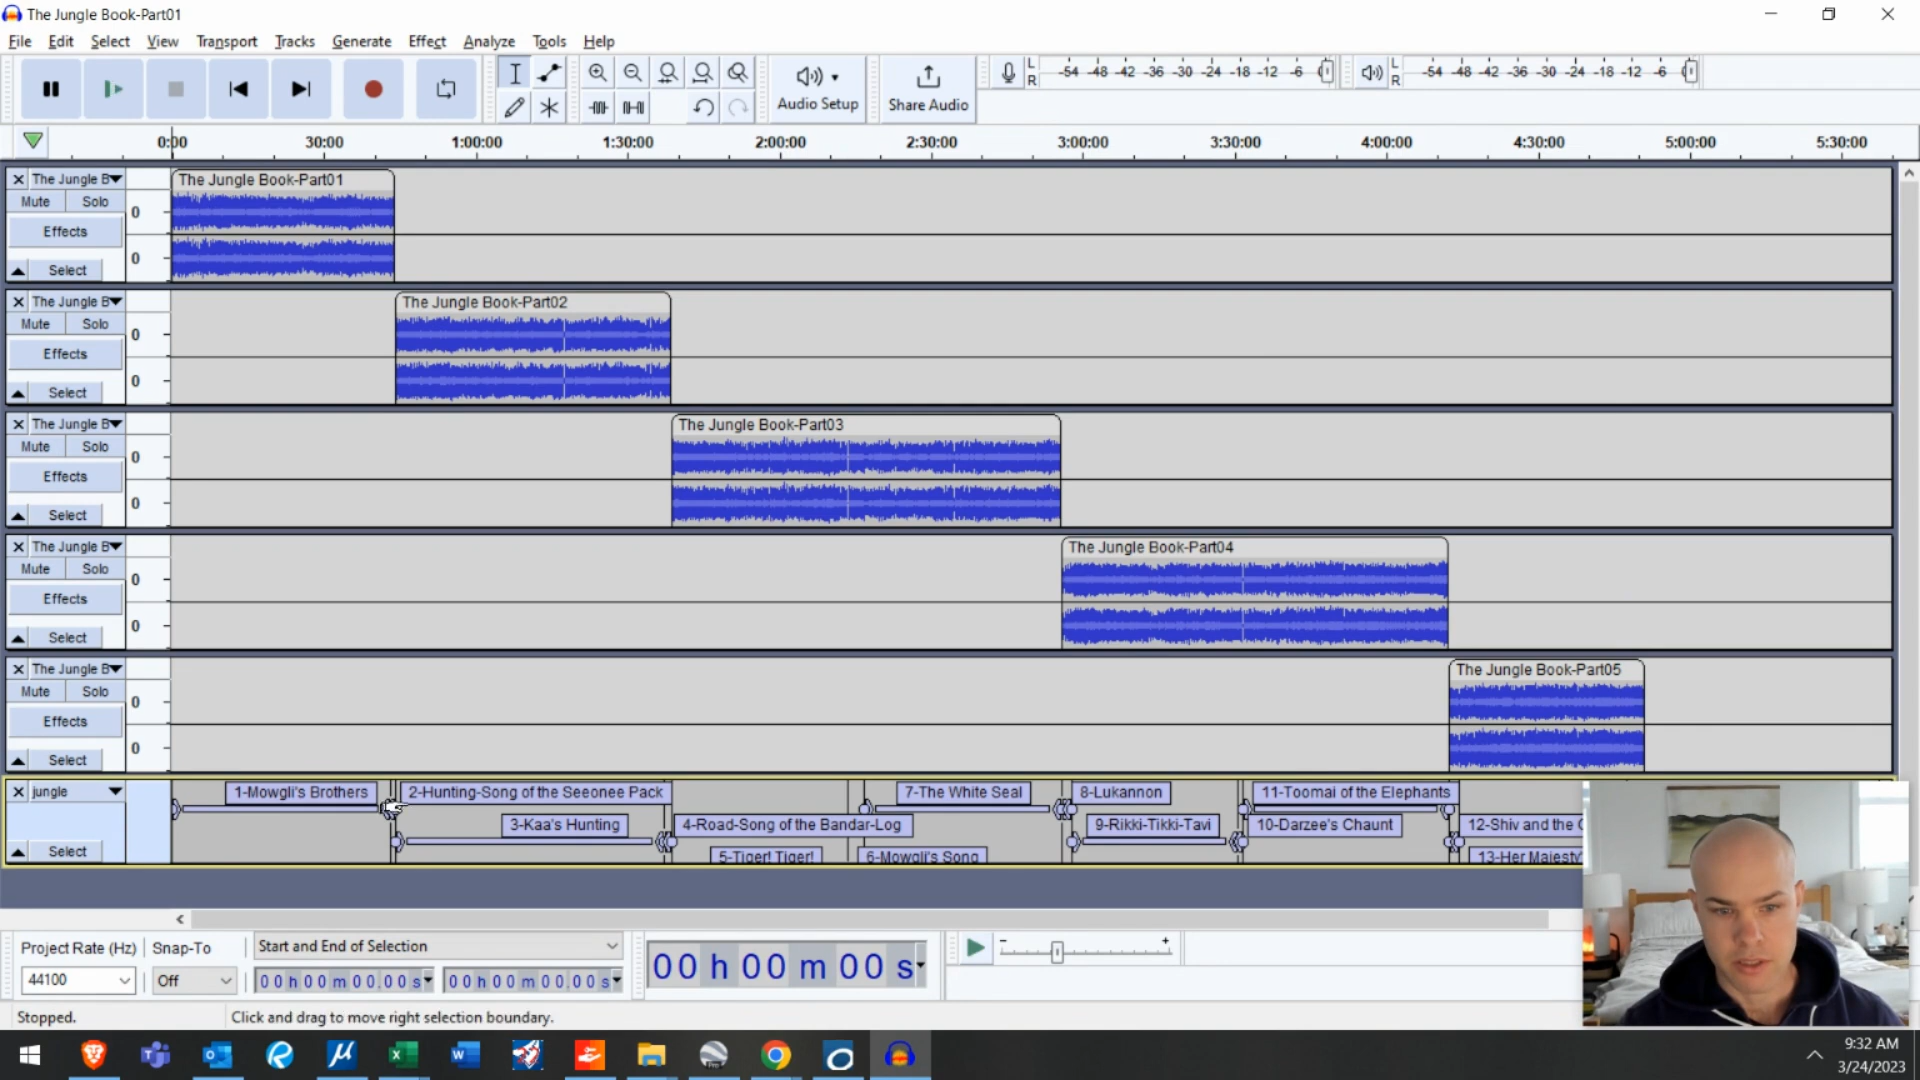 The Jungle Book-Part01
File Edit Select View Transport Tracks Generate Effect Analyze Tools Help
Audio Setup
Share Audio
L
R
-54 -48 -42 -36 -30 -24 -18 -12 -6
L
R
-54 -48 -42 -36 -30 -24 -18 -12 -6
0:00 30:00 1:00:00 1:30:00 2:00:00 2:30:00 3:00:00 3:30:00 4:00:00 4:30:00 5:00:00 5:30:00
The Jungle B
The Jungle Book-Part01
Mute Solo
0
Effects
0
Select
The Jungle B
The Jungle Book-Part02
Mute Solo
0
Effects
0
Select
The Jungle B
The Jungle Book-Part03
Mute Solo
0
Effects
0
Select
The Jungle B
The Jungle Book-Part04
Mute Solo
0
Effects
0
Select
The Jungle B
The Jungle Book-Part05
Mute Solo
0
Effects
0
Select
jungle
1-Mowgli's Brothers 2-Hunting-Song of the Seeonee Pack 7-The White Seal 8-Lukannon 11-Toomai of the Elephants
3-Kaa's Hunting 4-Road-Song of the Bandar-Log 9-Rikki-Tikki-Tavi 10-Darzee's Chaunt 12-Shiv and the
Select
5-Tiger! Tiger! 6-Mowgli's Song 13-Her Majesty'
Project Rate (Hz) Snap-To Start and End of Selection
44100 Off 00 h 00 m 00.00 s 00 h 00 m 00.00 s
00 h 00 m 00 s
- +
Stopped. Click and drag to move right selection boundary.
9:32 AM
3/24/2023